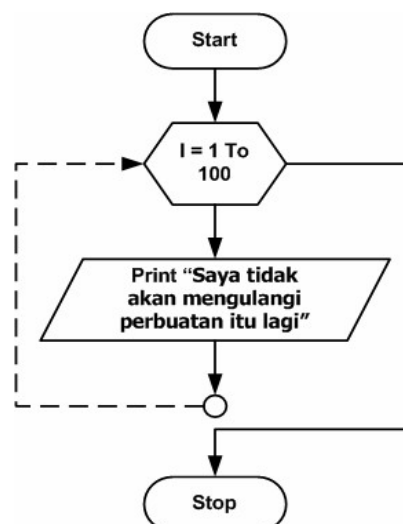 Start
I = 1 To
100
Print “Saya tidak
akan mengulangi
perbuatan itu lagi”
Stop